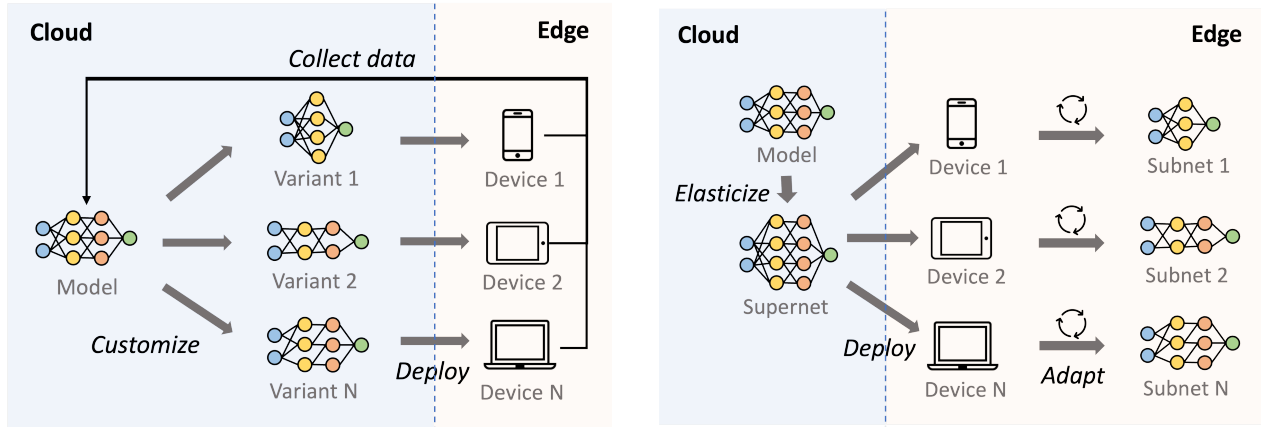 Cloud
Edge
Collect data
Variant 1
Device 1
Model
Variant 2
Device 2
Customize
Variant N
Deploy
Device N
Cloud
Edge
Model
Device 1
Subnet 1
Elasticize
Supernet
Device 2
Subnet 2
Deploy
Device N
Adapt
Subnet N